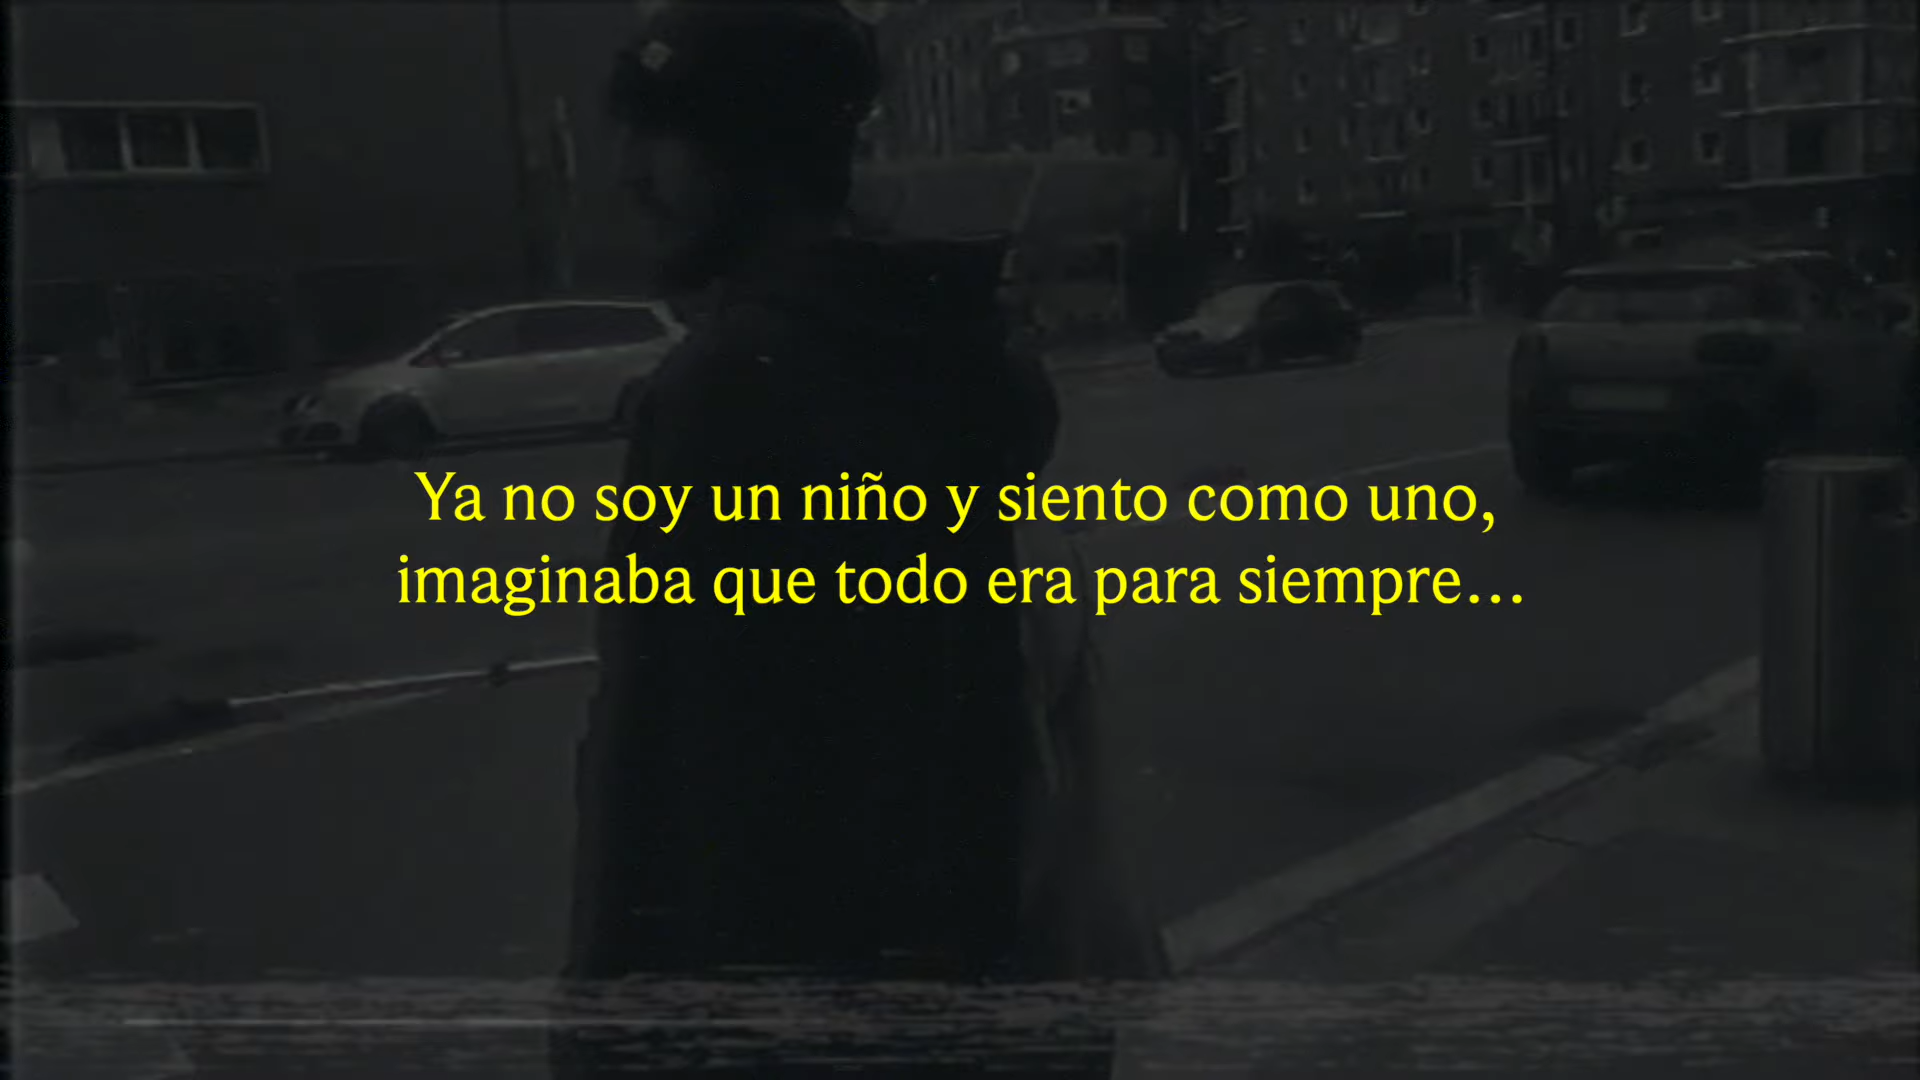 Ya no soy un niño y siento como uno,
imaginaba que todo era para siempre...